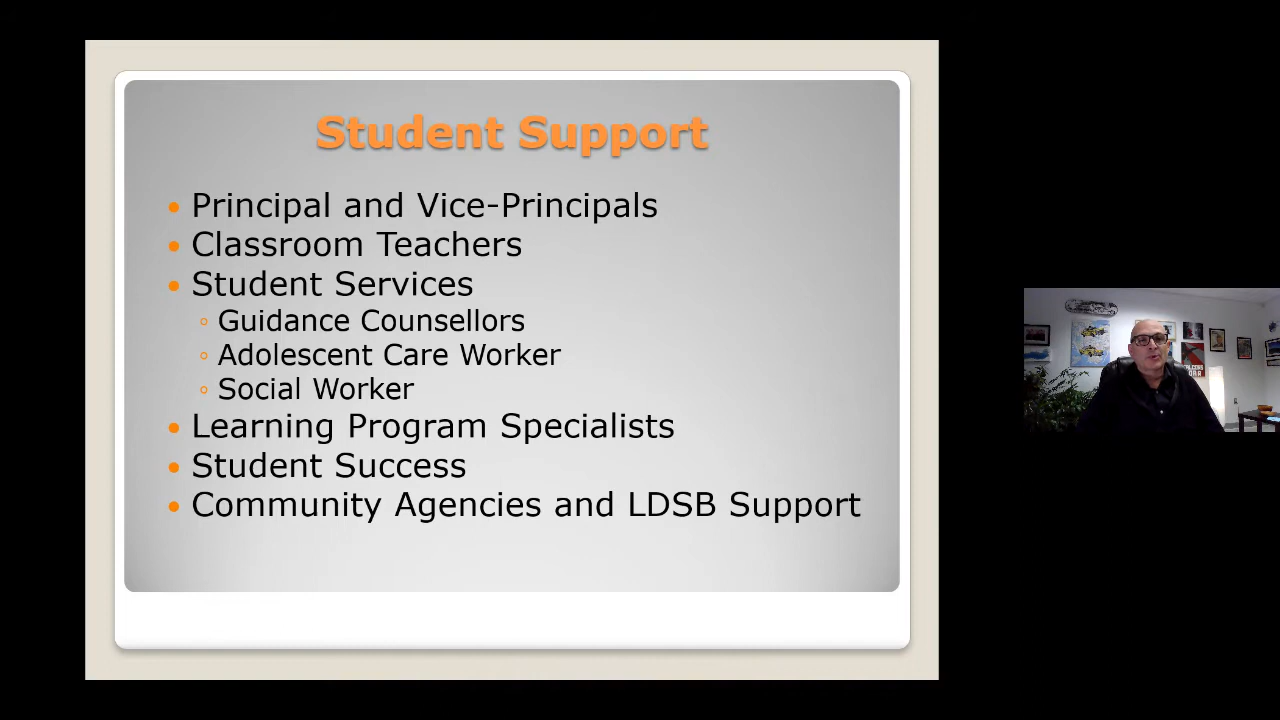 Student Support
Principal and Vice-Principals
Classroom Teachers
Student Services
Guidance Counsellors
Adolescent Care Worker
Social Worker
Learning Program Specialists
Student Success
Community Agencies and LDSB Support